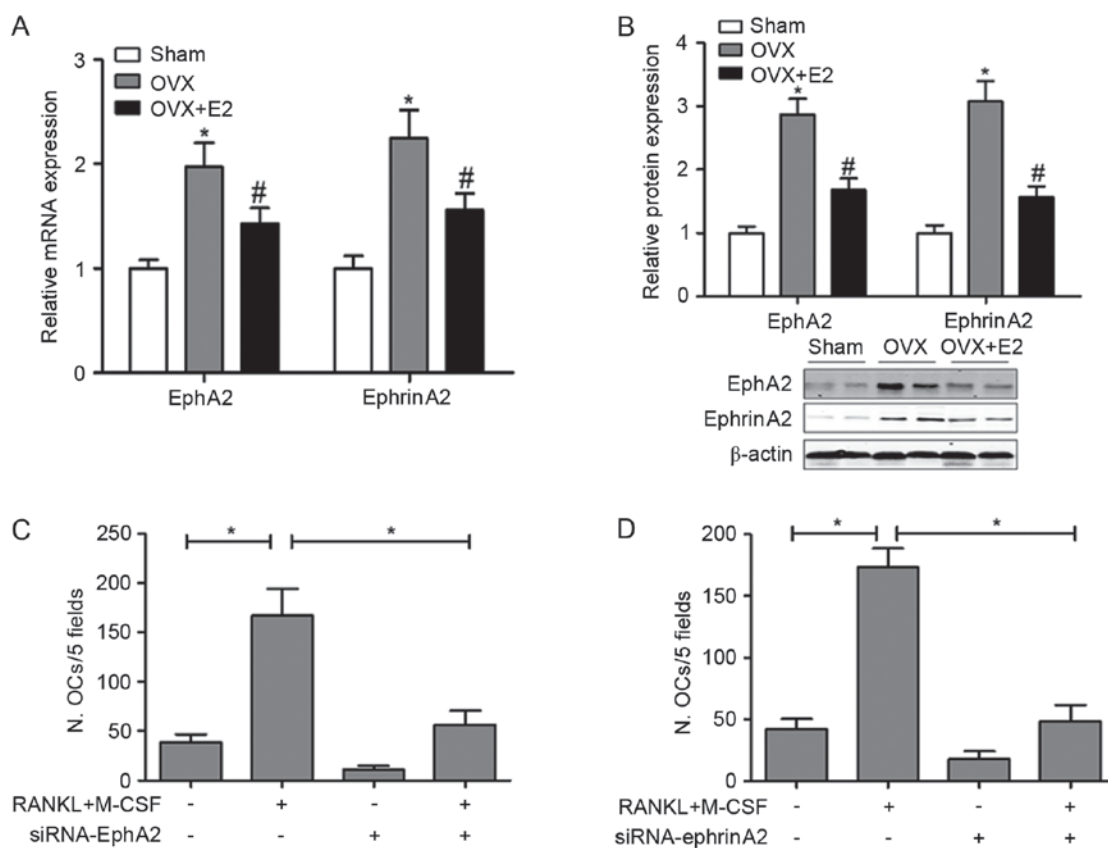 A
Sham
OVX
OVX+E2
Relative mRNA expression
3
2
1
0
*
#
*
#
EphA2
EphrinA2
B
Sham
OVX
OVX+E2
Relative protein expression
4
3
2
1
0
*
#
*
#
EphA2
EphrinA2
Sham OVX OVX+E2
EphA2
EphrinA2
β-actin
C
N. OCs/5 fields
250
200
150
100
50
0
*
*
RANKL+M-CSF - + - +
siRNA-EphA2 - - + +
D
N. OCs/5 fields
200
150
100
50
0
*
*
RANKL+M-CSF - + - +
siRNA-ephrinA2 - - + +